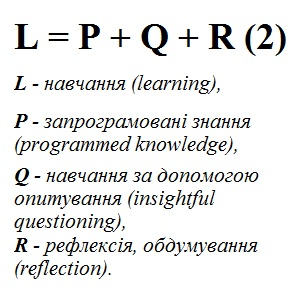 L = P + Q + R (2)
L - навчання (learning),
P - запрограмовані знання
(programmed knowledge),
Q - навчання за допомогою
опитування (insightful
questioning),
R - рефлексія, обдумування
(reflection).